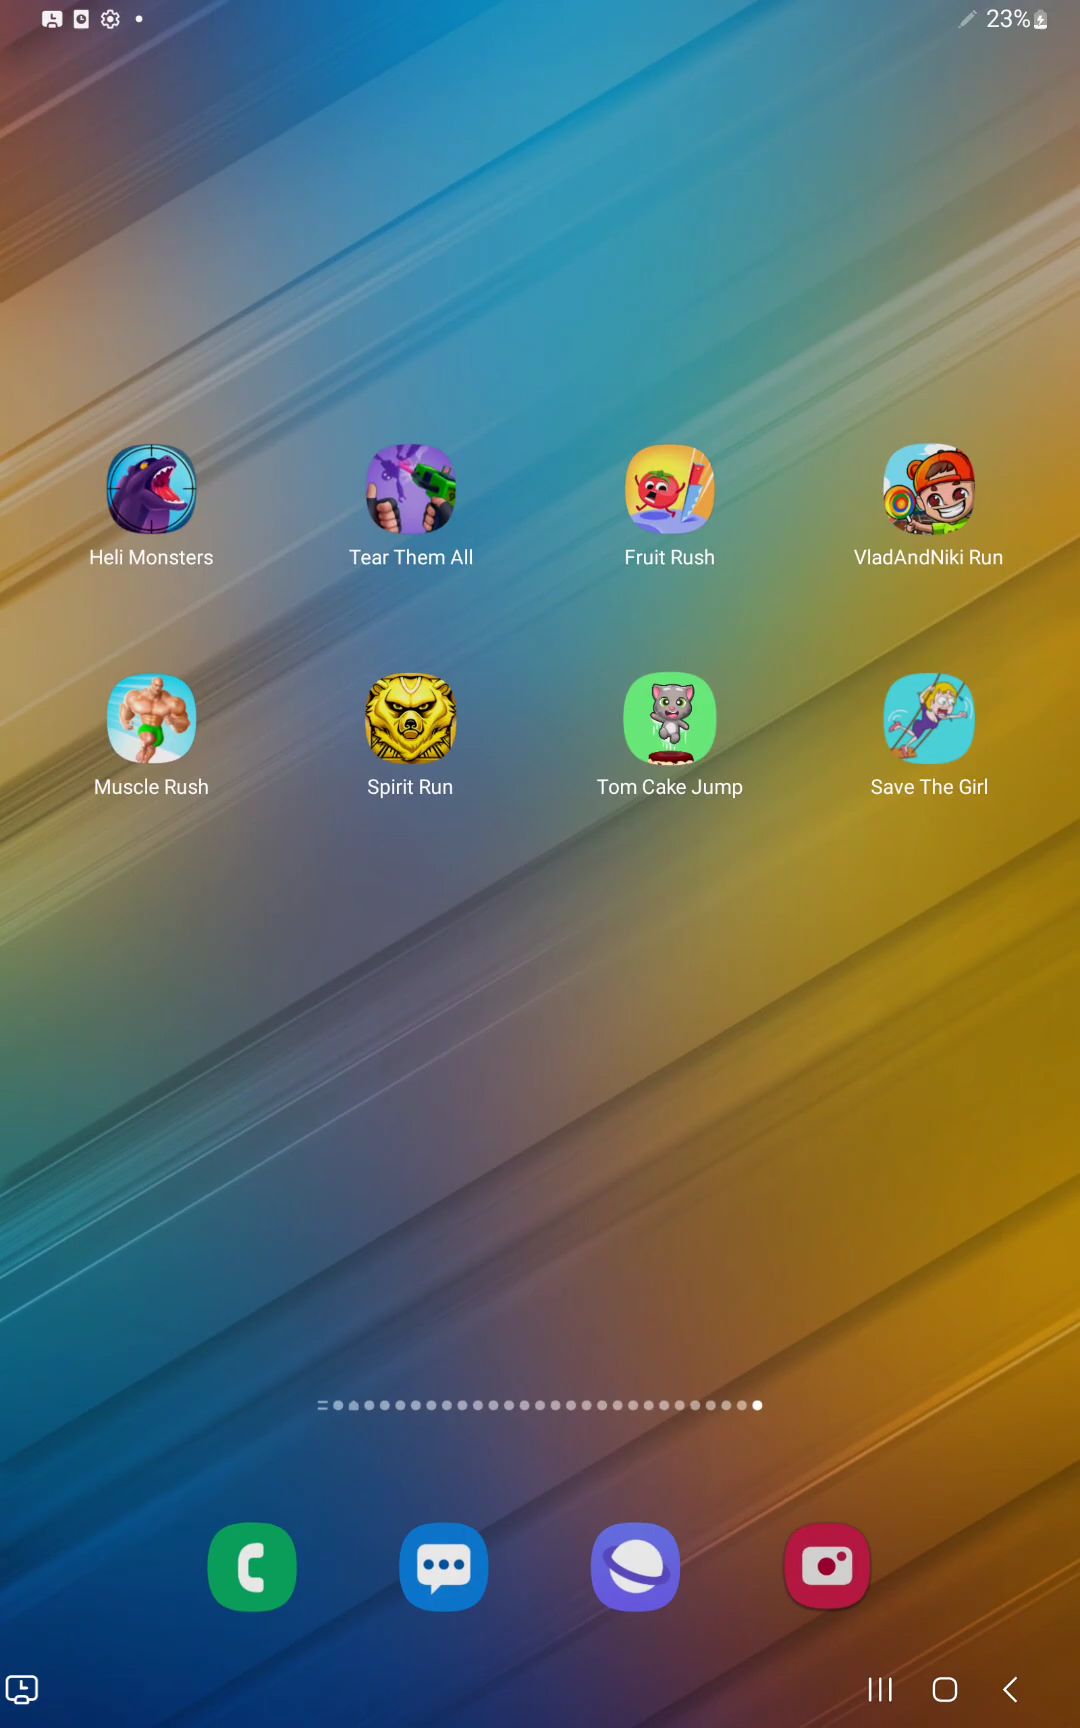 23%
Heli Monsters
Tear Them All
Fruit Rush
VladAndNiki Run
Muscle Rush
Spirit Run
Tom Cake Jump
Save The Girl